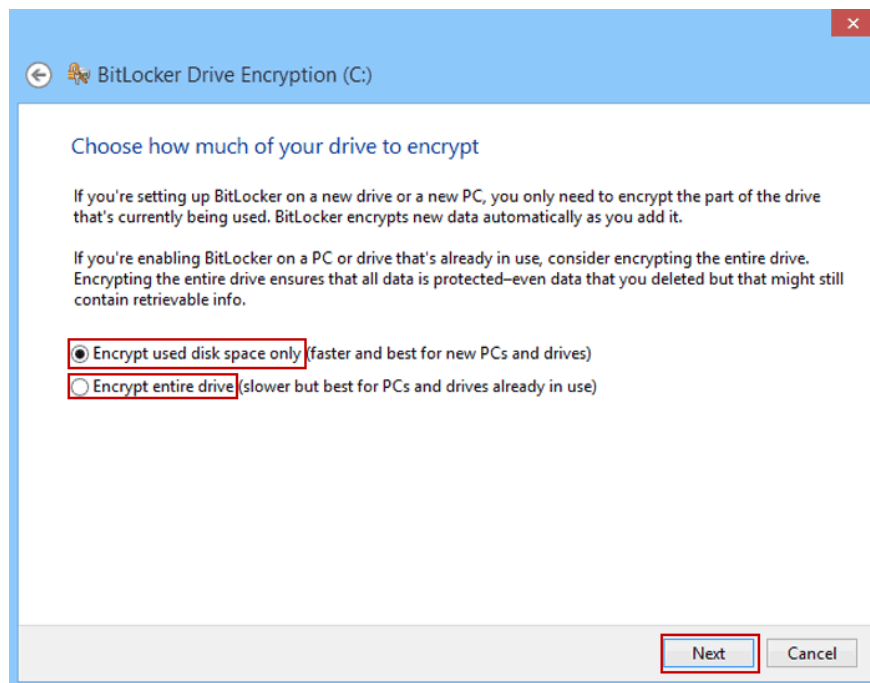 BitLocker Drive Encryption (C:)
Choose how much of your drive to encrypt
If you're setting up BitLocker on a new drive or a new PC, you only need to encrypt the part of the drive
that's currently being used. BitLocker encrypts new data automatically as you add it.
If you're enabling BitLocker on a PC or drive that's already in use, consider encrypting the entire drive.
Encrypting the entire drive ensures that all data is protected–even data that you deleted but that might still
contain retrievable info.
Encrypt used disk space only (faster and best for new PCs and drives)
Encrypt entire drive (slower but best for PCs and drives already in use)
Next Cancel